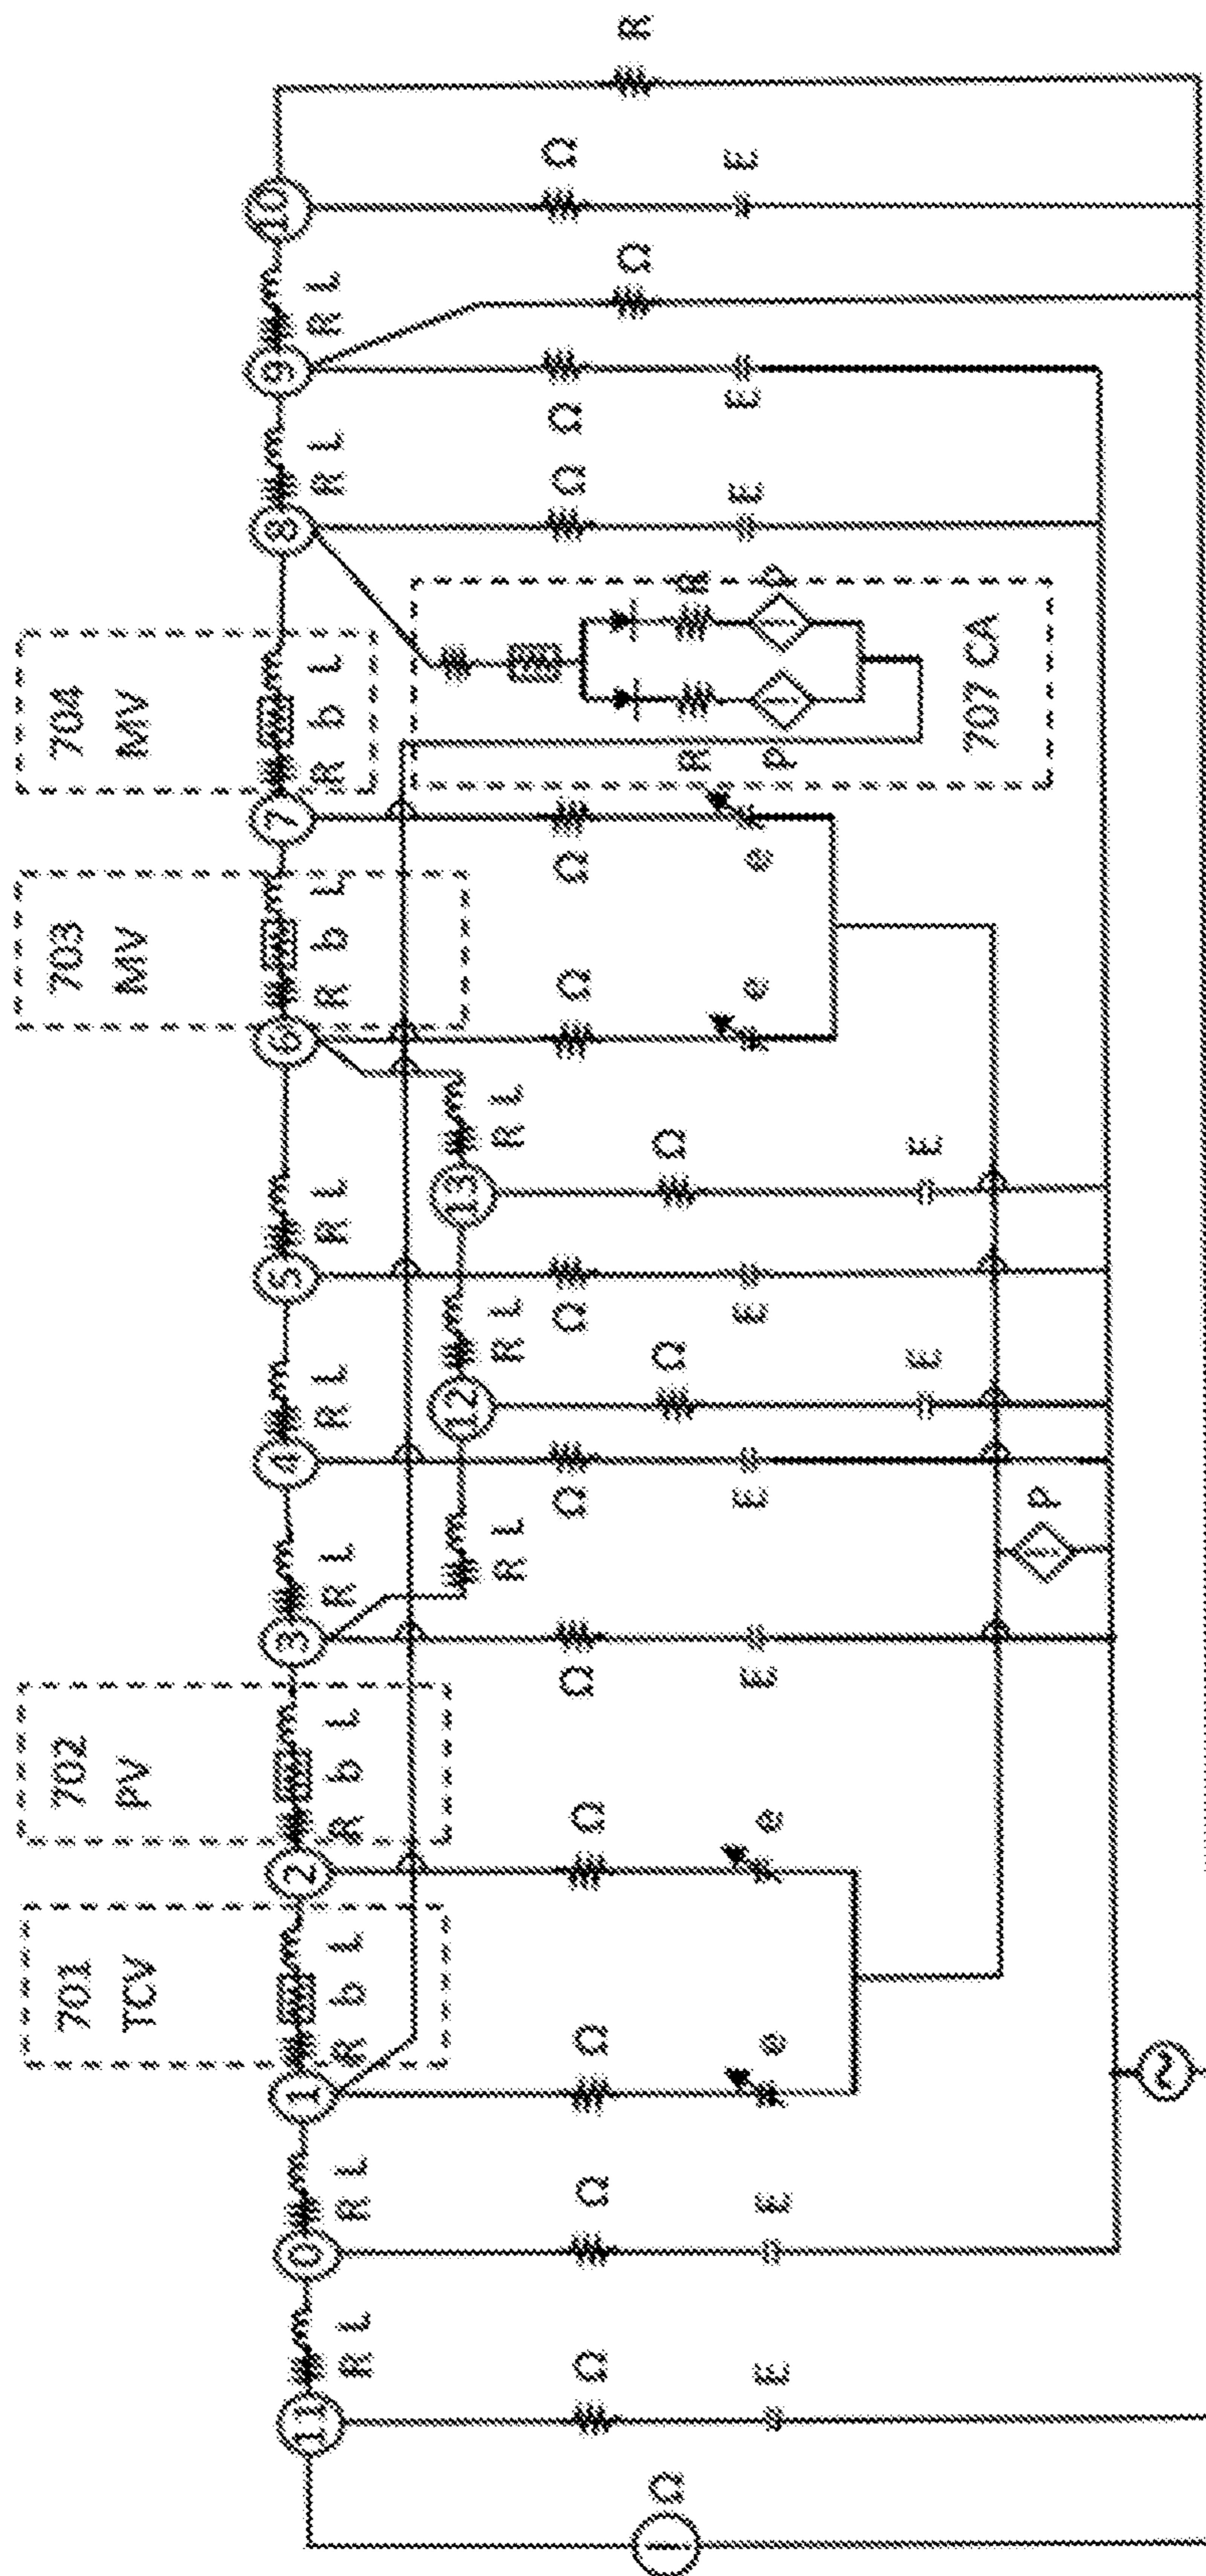 701 702 703 704
TCV PV MV MV
11 0 1 2 3 4 5 6 7 8 9 10
R L R L R b L R b L R L R L R L R b L R b L R L R L
12 13
R L R L R L
Ω Ω Ω Ω Ω Ω Ω Ω Ω Ω Ω Ω
Ω Ω Ω R R Ω R
E E e e E E E e e p p E E E
E E
707 CA
p